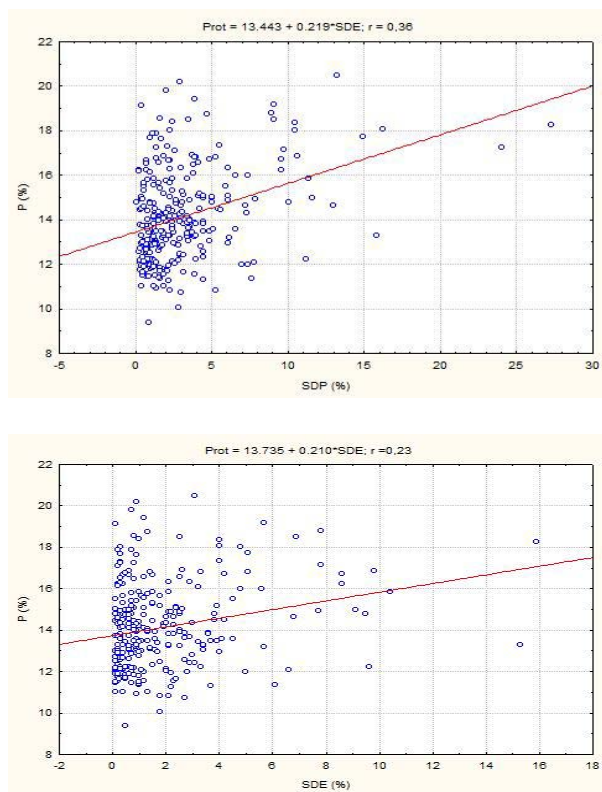 Prot = 13.443 + 0.219*SDE; r = 0,36
22
20
18
16
14
12
10
8
P (%)
-5 0 5 10 15 20 25 30
SDP (%)
Prot = 13.735 + 0.210*SDE; r =0,23
22
20
18
16
14
12
10
8
P (%)
-2 0 2 4 6 8 10 12 14 16 18
SDE (%)